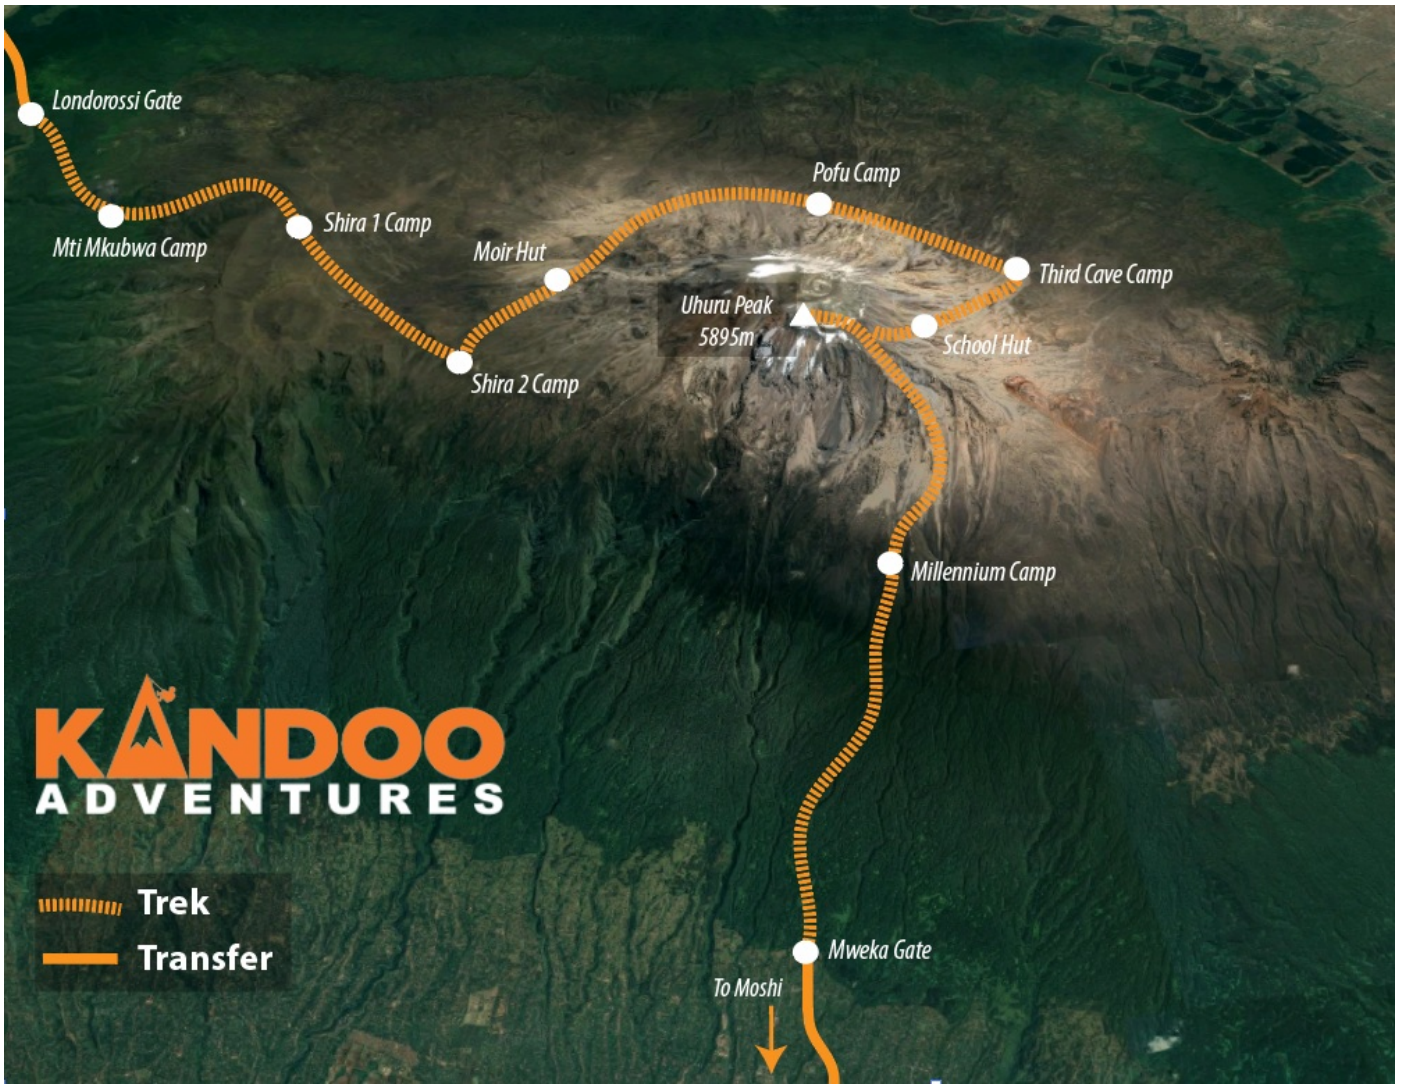 Londorossi Gate
Mti Mkubwa Camp
Shira 1 Camp
Shira 2 Camp
Moir Hut
Pofu Camp
Third Cave Camp
School Hut
Uhuru Peak
5895m
Millennium Camp
Mweka Gate
To Moshi
KANDOO
ADVENTURES
Trek
Transfer